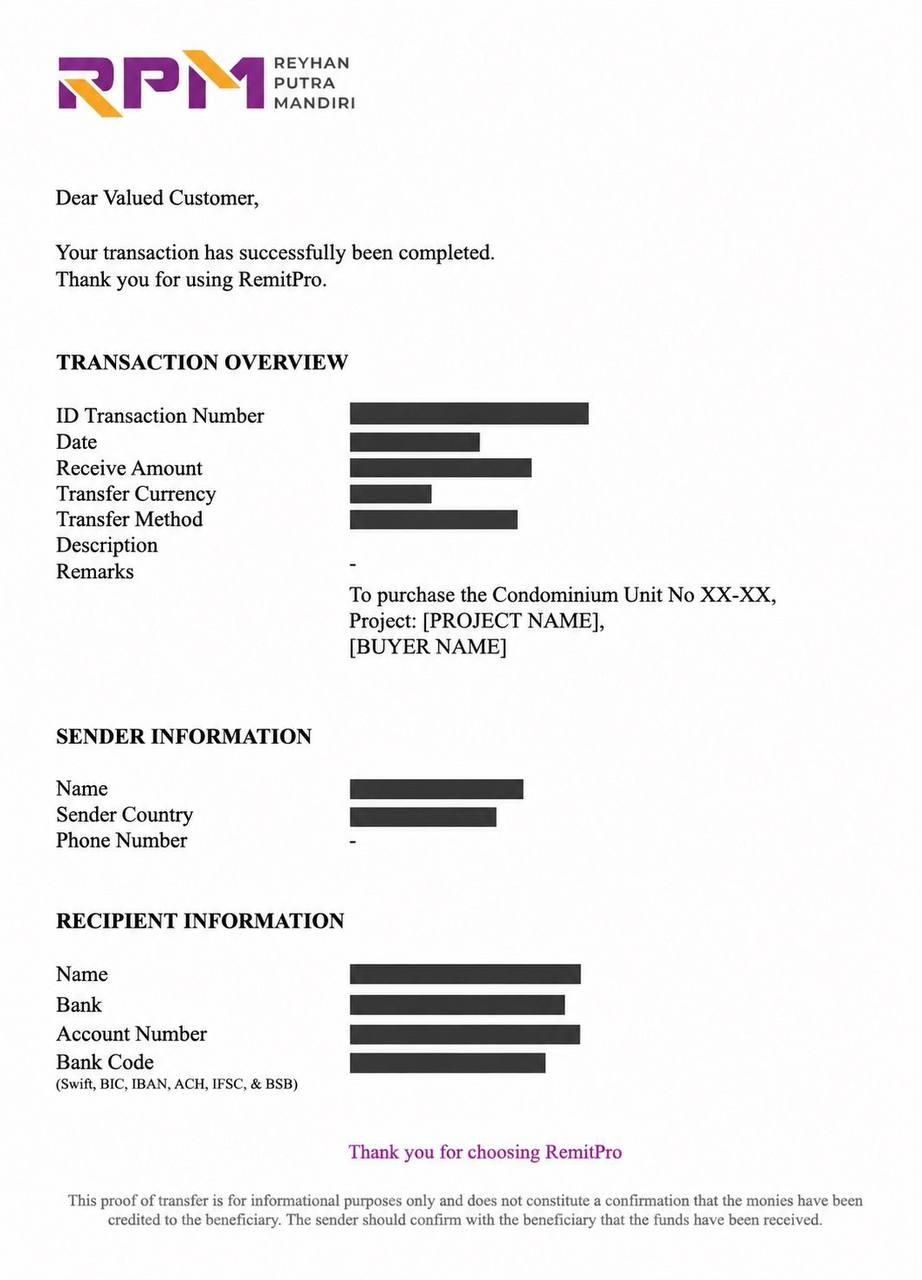 RPM REYHAN
PUTRA
MANDIRI
Dear Valued Customer,
Your transaction has successfully been completed.
Thank you for using RemitPro.
TRANSACTION OVERVIEW
ID Transaction Number
Date
Receive Amount
Transfer Currency
Transfer Method
Description
Remarks -
To purchase the Condominium Unit No XX-XX,
Project: [PROJECT NAME],
[BUYER NAME]
SENDER INFORMATION
Name
Sender Country
Phone Number -
RECIPIENT INFORMATION
Name
Bank
Account Number
Bank Code
(Swift, BIC, IBAN, ACH, IFSC, & BSB)
Thank you for choosing RemitPro
This proof of transfer is for informational purposes only and does not constitute a confirmation that the monies have been
credited to the beneficiary. The sender should confirm with the beneficiary that the funds have been received.